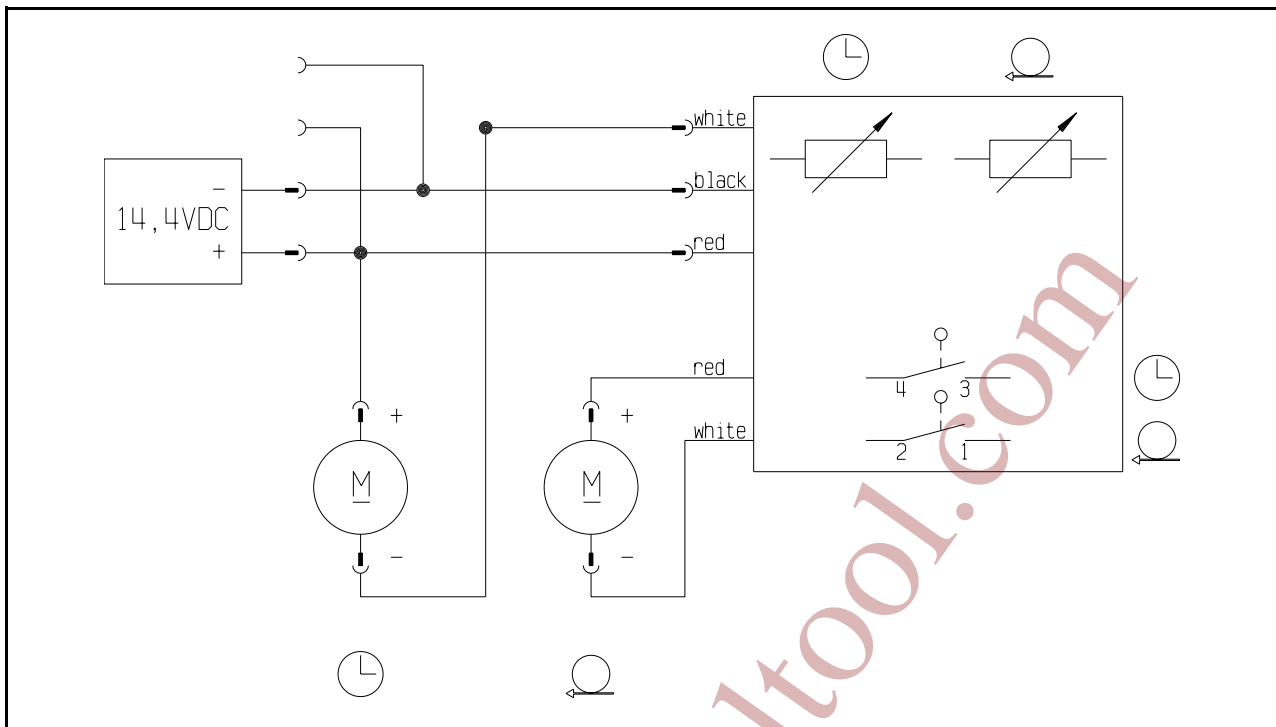 white
−
black
14,4VDC
+
red
red
4 3
+
+
white
2 1
M
M
−
−
ltool.com